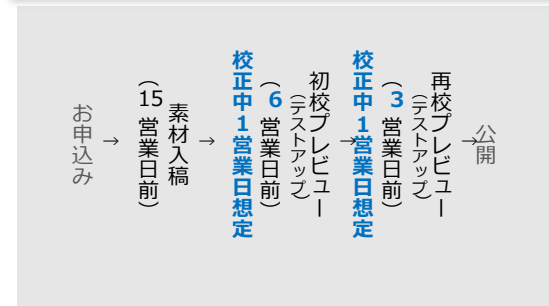 お申込み
→
素材入稿
（15営業日前）
→
初校プレビュー
（テストアップ）
（6営業日前）
校正中1営業日想定
→
再校プレビュー
（テストアップ）
（3営業日前）
校正中1営業日想定
→
公開